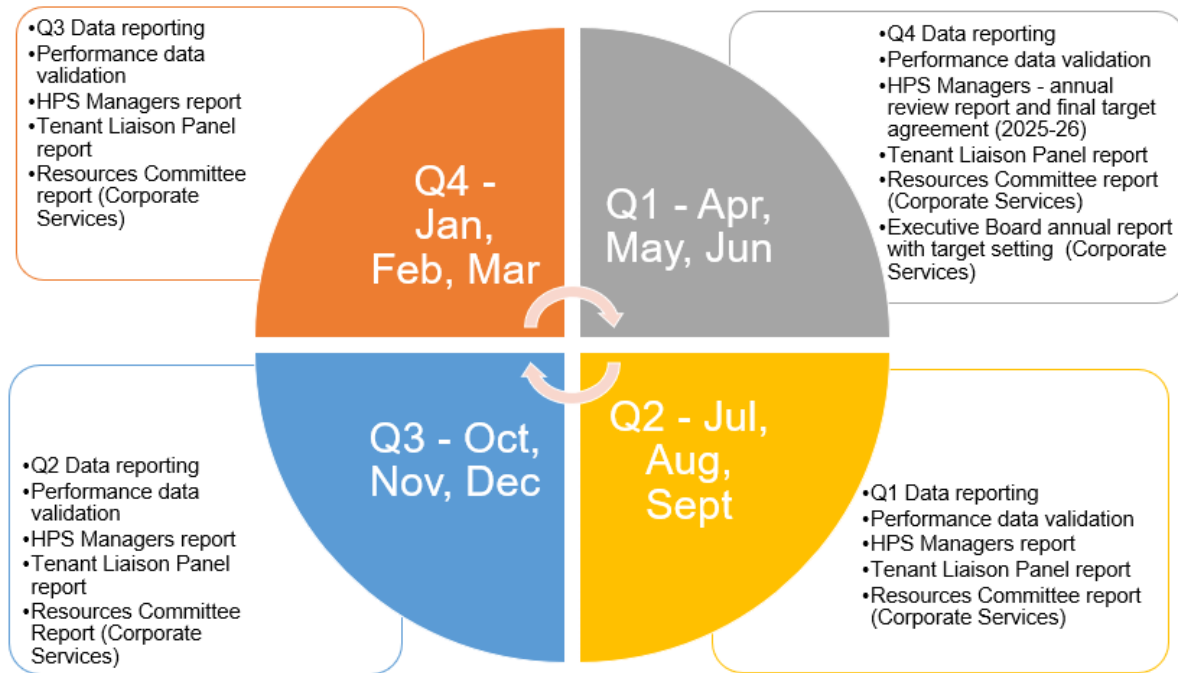 •Q3 Data reporting
•Performance data
validation
•HPS Managers report
•Tenant Liaison Panel
report
•Resources Committee
report (Corporate
Services)
Q4 -
Jan,
Feb, Mar
Q1 - Apr,
May, Jun
•Q4 Data reporting
•Performance data validation
•HPS Managers - annual
review report and final target
agreement (2025-26)
•Tenant Liaison Panel report
•Resources Committee report
(Corporate Services)
•Executive Board annual report
with target setting  (Corporate
Services)
•Q2 Data reporting
•Performance data
validation
•HPS Managers report
•Tenant Liaison Panel
report
•Resources Committee
Report (Corporate
Services)
Q3 - Oct,
Nov, Dec
Q2 - Jul,
Aug,
Sept
•Q1 Data reporting
•Performance data validation
•HPS Managers report
•Tenant Liaison Panel report
•Resources Committee report
(Corporate Services)